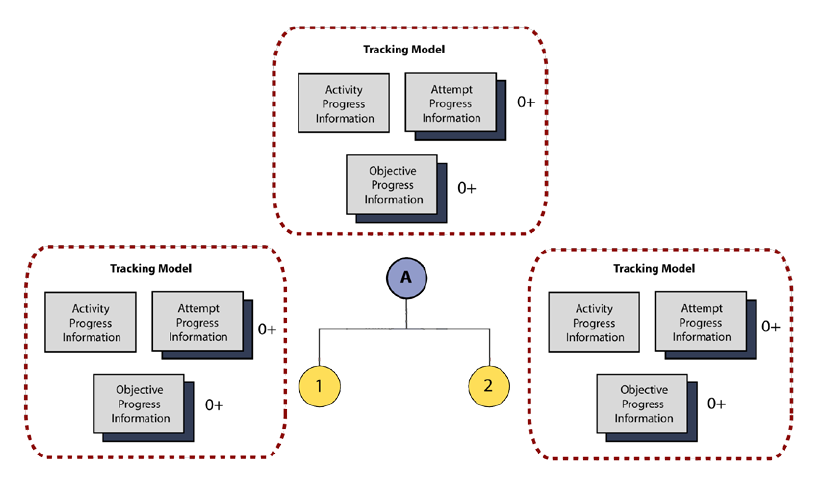 Tracking Model
Activity
Progress
Information
Attempt
Progress
Information
0+
Objective
Progress
Information
0+
Tracking Model
Activity
Progress
Information
Attempt
Progress
Information
0+
Objective
Progress
Information
0+
A
1
2
Tracking Model
Activity
Progress
Information
Attempt
Progress
Information
0+
Objective
Progress
Information
0+